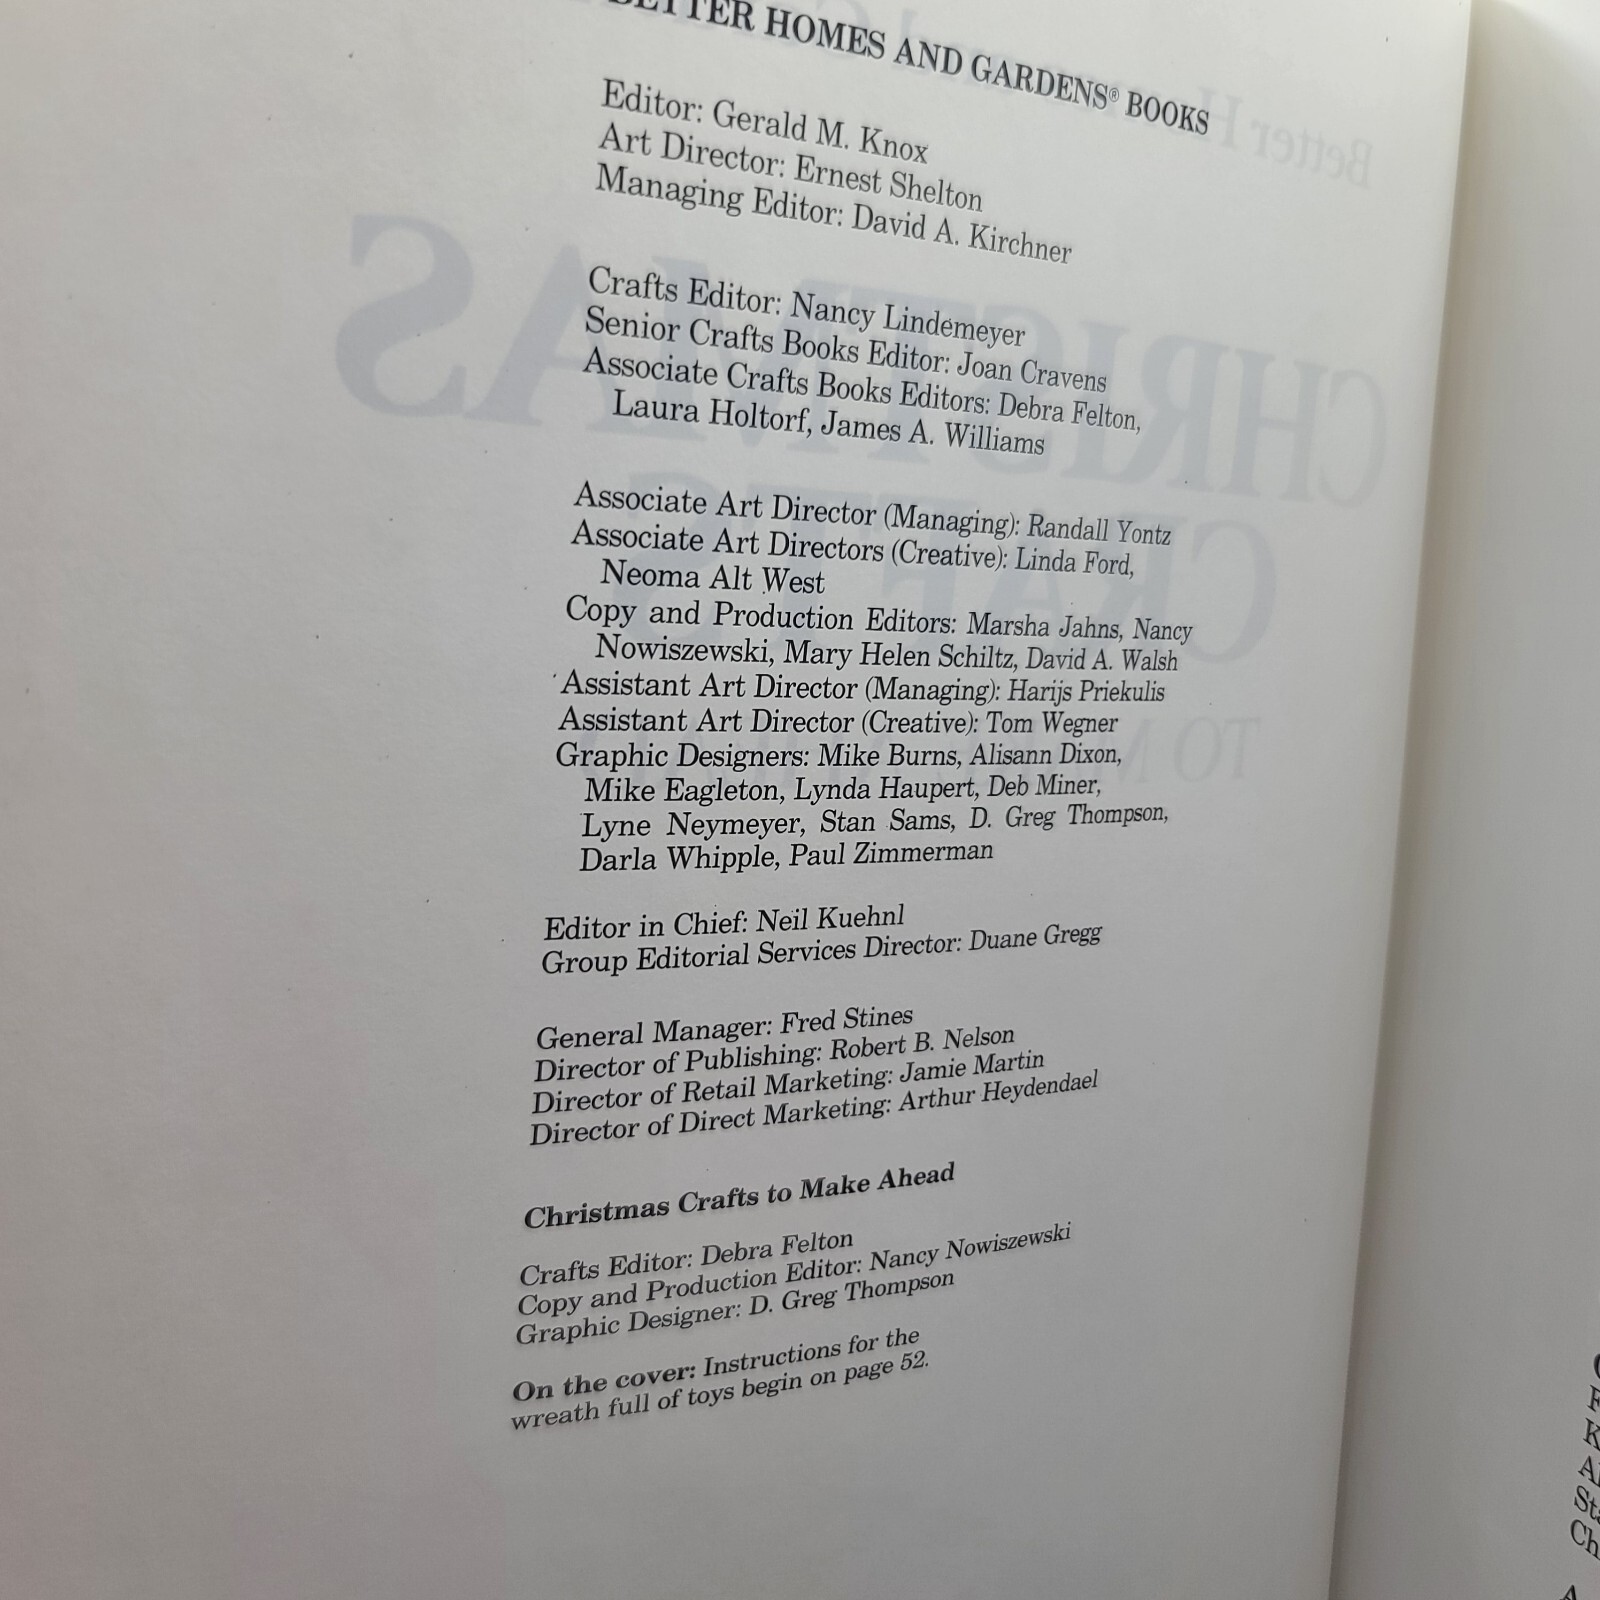 BETTER HOMES AND GARDENS® BOOKS
Editor: Gerald M. Knox
Art Director: Ernest Shelton
Managing Editor: David A. Kirchner
Crafts Editor: Nancy Lindemeyer
Senior Crafts Books Editor: Joan Cravens
Associate Crafts Books Editors: Debra Felton,
Laura Holtorf, James A. Williams
Associate Art Director (Managing): Randall Yontz
Associate Art Directors (Creative): Linda Ford,
Neoma Alt West
Copy and Production Editors: Marsha Jahns, Nancy
Nowiszewski, Mary Helen Schiltz, David A. Walsh
Assistant Art Director (Managing): Harijs Priekulis
Assistant Art Director (Creative): Tom Wegner
Graphic Designers: Mike Burns, Alisann Dixon,
Mike Eagleton, Lynda Haupert, Deb Miner,
Lyne Neymeyer, Stan Sams, D. Greg Thompson,
Darla Whipple, Paul Zimmerman
Editor in Chief: Neil Kuehnl
Group Editorial Services Director: Duane Gregg
General Manager: Fred Stines
Director of Publishing: Robert B. Nelson
Director of Retail Marketing: Jamie Martin
Director of Direct Marketing: Arthur Heydendael
Christmas Crafts to Make Ahead
Crafts Editor: Debra Felton
Copy and Production Editor: Nancy Nowiszewski
Graphic Designer: D. Greg Thompson
On the cover: Instructions for the
wreath full of toys begin on page 52.